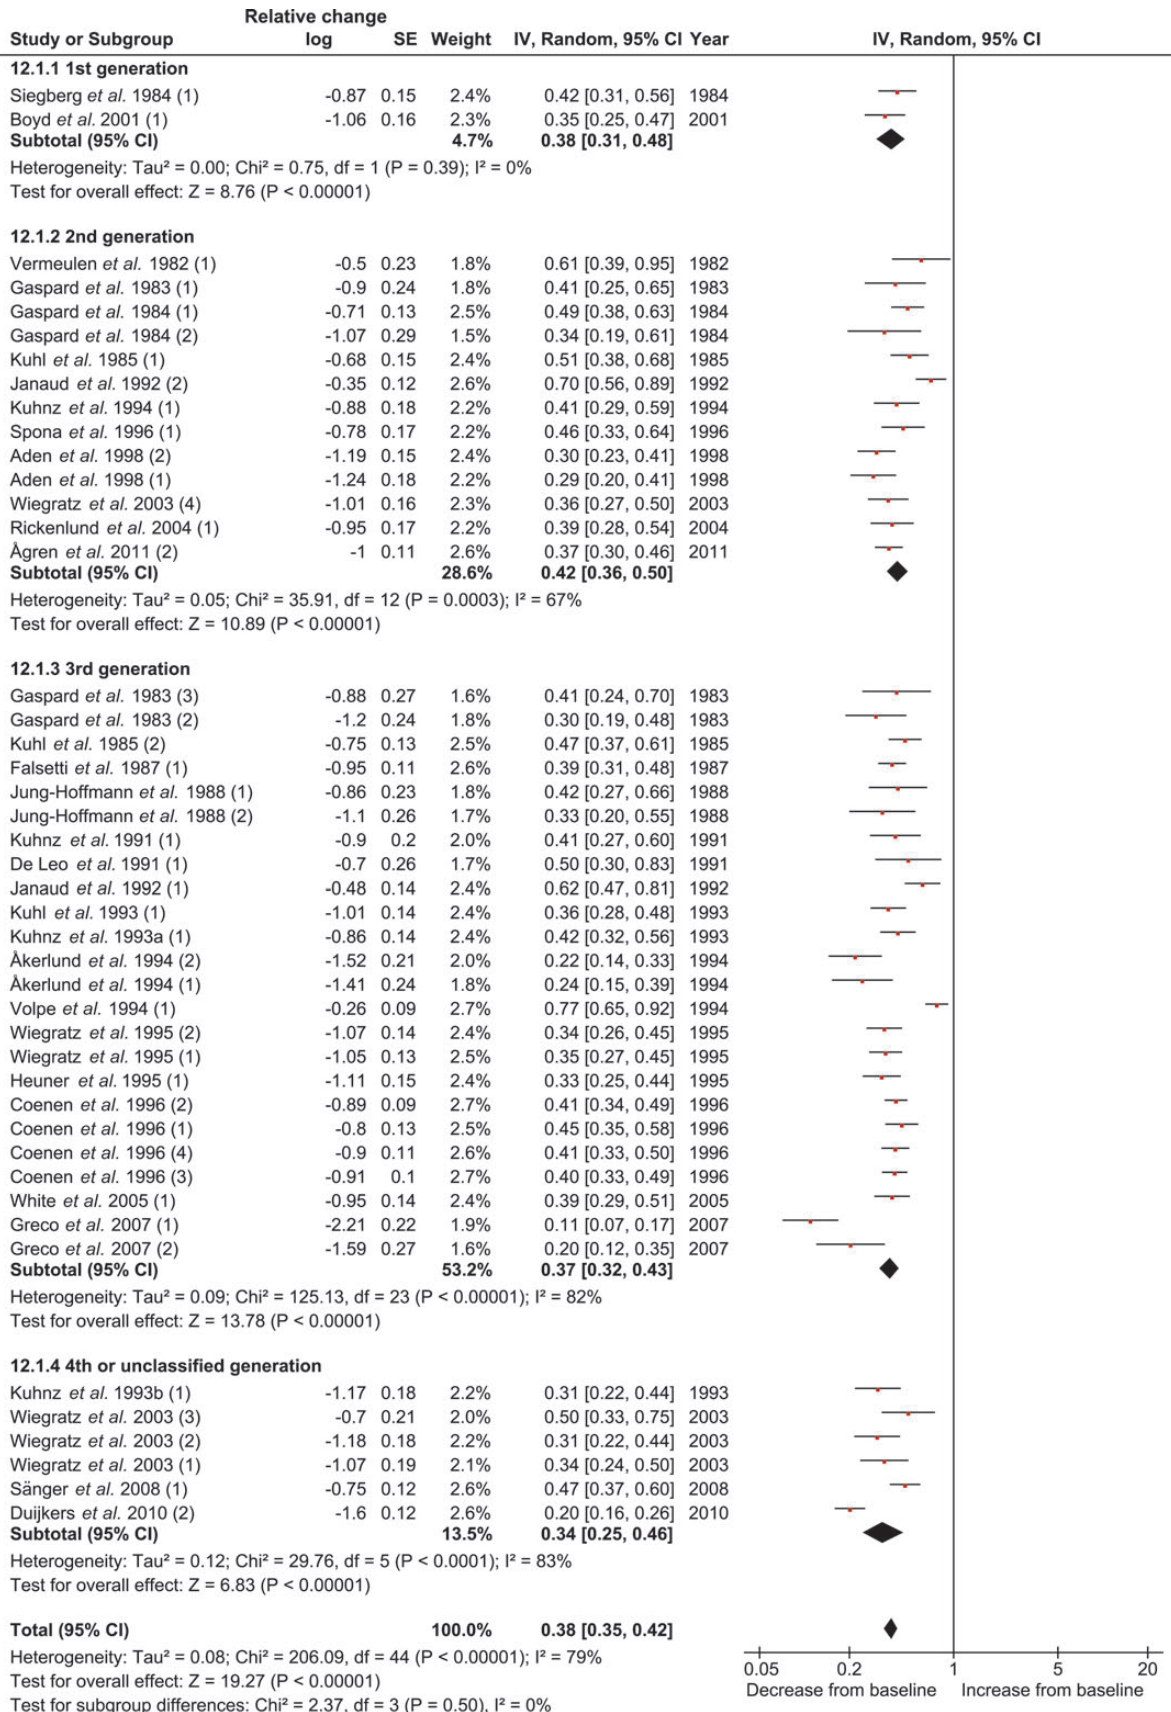 Relative change
Study or Subgroup log SE Weight IV, Random, 95% CI Year IV, Random, 95% CI
12.1.1 1st generation
Siegberg et al. 1984 (1) -0.87 0.15 2.4% 0.42 [0.31, 0.56] 1984
Boyd et al. 2001 (1) -1.06 0.16 2.3% 0.35 [0.25, 0.47] 2001
Subtotal (95% CI) 4.7% 0.38 [0.31, 0.48]
Heterogeneity: Tau² = 0.00; Chi² = 0.75, df = 1 (P = 0.39); I² = 0%
Test for overall effect: Z = 8.76 (P < 0.00001)
12.1.2 2nd generation
Vermeulen et al. 1982 (1) -0.5 0.23 1.8% 0.61 [0.39, 0.95] 1982
Gaspard et al. 1983 (1) -0.9 0.24 1.8% 0.41 [0.25, 0.65] 1983
Gaspard et al. 1984 (1) -0.71 0.13 2.5% 0.49 [0.38, 0.63] 1984
Gaspard et al. 1984 (2) -1.07 0.29 1.5% 0.34 [0.19, 0.61] 1984
Kuhl et al. 1985 (1) -0.68 0.15 2.4% 0.51 [0.38, 0.68] 1985
Janaud et al. 1992 (2) -0.35 0.12 2.6% 0.70 [0.56, 0.89] 1992
Kuhnz et al. 1994 (1) -0.88 0.18 2.2% 0.41 [0.29, 0.59] 1994
Spona et al. 1996 (1) -0.78 0.17 2.2% 0.46 [0.33, 0.64] 1996
Aden et al. 1998 (2) -1.19 0.15 2.4% 0.30 [0.23, 0.41] 1998
Aden et al. 1998 (1) -1.24 0.18 2.2% 0.29 [0.20, 0.41] 1998
Wiegratz et al. 2003 (4) -1.01 0.16 2.3% 0.36 [0.27, 0.50] 2003
Rickenlund et al. 2004 (1) -0.95 0.17 2.2% 0.39 [0.28, 0.54] 2004
Ågren et al. 2011 (2) -1 0.11 2.6% 0.37 [0.30, 0.46] 2011
Subtotal (95% CI) 28.6% 0.42 [0.36, 0.50]
Heterogeneity: Tau² = 0.05; Chi² = 35.91, df = 12 (P = 0.0003); I² = 67%
Test for overall effect: Z = 10.89 (P < 0.00001)
12.1.3 3rd generation
Gaspard et al. 1983 (3) -0.88 0.27 1.6% 0.41 [0.24, 0.70] 1983
Gaspard et al. 1983 (2) -1.2 0.24 1.8% 0.30 [0.19, 0.48] 1983
Kuhl et al. 1985 (2) -0.75 0.13 2.5% 0.47 [0.37, 0.61] 1985
Falsetti et al. 1987 (1) -0.95 0.11 2.6% 0.39 [0.31, 0.48] 1987
Jung-Hoffmann et al. 1988 (1) -0.86 0.23 1.8% 0.42 [0.27, 0.66] 1988
Jung-Hoffmann et al. 1988 (2) -1.1 0.26 1.7% 0.33 [0.20, 0.55] 1988
Kuhnz et al. 1991 (1) -0.9 0.2 2.0% 0.41 [0.27, 0.60] 1991
De Leo et al. 1991 (1) -0.7 0.26 1.7% 0.50 [0.30, 0.83] 1991
Janaud et al. 1992 (1) -0.48 0.14 2.4% 0.62 [0.47, 0.81] 1992
Kuhl et al. 1993 (1) -1.01 0.14 2.4% 0.36 [0.28, 0.48] 1993
Kuhnz et al. 1993a (1) -0.86 0.14 2.4% 0.42 [0.32, 0.56] 1993
Åkerlund et al. 1994 (2) -1.52 0.21 2.0% 0.22 [0.14, 0.33] 1994
Åkerlund et al. 1994 (1) -1.41 0.24 1.8% 0.24 [0.15, 0.39] 1994
Volpe et al. 1994 (1) -0.26 0.09 2.7% 0.77 [0.65, 0.92] 1994
Wiegratz et al. 1995 (2) -1.07 0.14 2.4% 0.34 [0.26, 0.45] 1995
Wiegratz et al. 1995 (1) -1.05 0.13 2.5% 0.35 [0.27, 0.45] 1995
Heuner et al. 1995 (1) -1.11 0.15 2.4% 0.33 [0.25, 0.44] 1995
Coenen et al. 1996 (2) -0.89 0.09 2.7% 0.41 [0.34, 0.49] 1996
Coenen et al. 1996 (1) -0.8 0.13 2.5% 0.45 [0.35, 0.58] 1996
Coenen et al. 1996 (4) -0.9 0.11 2.6% 0.41 [0.33, 0.50] 1996
Coenen et al. 1996 (3) -0.91 0.1 2.7% 0.40 [0.33, 0.49] 1996
White et al. 2005 (1) -0.95 0.14 2.4% 0.39 [0.29, 0.51] 2005
Greco et al. 2007 (1) -2.21 0.22 1.9% 0.11 [0.07, 0.17] 2007
Greco et al. 2007 (2) -1.59 0.27 1.6% 0.20 [0.12, 0.35] 2007
Subtotal (95% CI) 53.2% 0.37 [0.32, 0.43]
Heterogeneity: Tau² = 0.09; Chi² = 125.13, df = 23 (P < 0.00001); I² = 82%
Test for overall effect: Z = 13.78 (P < 0.00001)
12.1.4 4th or unclassified generation
Kuhnz et al. 1993b (1) -1.17 0.18 2.2% 0.31 [0.22, 0.44] 1993
Wiegratz et al. 2003 (3) -0.7 0.21 2.0% 0.50 [0.33, 0.75] 2003
Wiegratz et al. 2003 (2) -1.18 0.18 2.2% 0.31 [0.22, 0.44] 2003
Wiegratz et al. 2003 (1) -1.07 0.19 2.1% 0.34 [0.24, 0.50] 2003
Sänger et al. 2008 (1) -0.75 0.12 2.6% 0.47 [0.37, 0.60] 2008
Duijkers et al. 2010 (2) -1.6 0.12 2.6% 0.20 [0.16, 0.26] 2010
Subtotal (95% CI) 13.5% 0.34 [0.25, 0.46]
Heterogeneity: Tau² = 0.12; Chi² = 29.76, df = 5 (P < 0.0001); I² = 83%
Test for overall effect: Z = 6.83 (P < 0.00001)
Total (95% CI) 100.0% 0.38 [0.35, 0.42]
Heterogeneity: Tau² = 0.08; Chi² = 206.09, df = 44 (P < 0.00001); I² = 79%
Test for overall effect: Z = 19.27 (P < 0.00001)
Test for subgroup differences: Chi² = 2.37, df = 3 (P = 0.50), I² = 0%
0.05 0.2 1 5 20
Decrease from baseline Increase from baseline